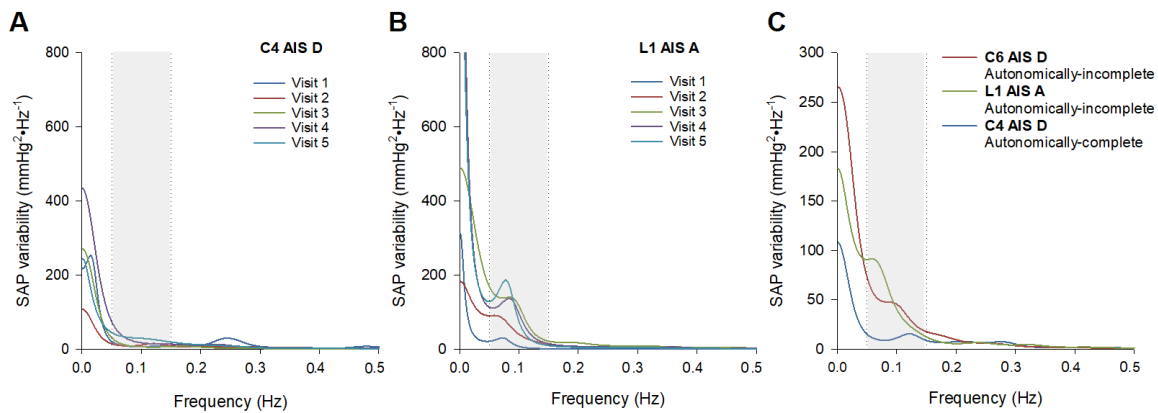 A
C4 AIS D
Visit 1
Visit 2
Visit 3
Visit 4
Visit 5
800
600
400
200
0
0.0 0.1 0.2 0.3 0.4 0.5
SAP variability (mmHg²•Hz⁻¹)
Frequency (Hz)
B
L1 AIS A
Visit 1
Visit 2
Visit 3
Visit 4
Visit 5
800
600
400
200
0
0.0 0.1 0.2 0.3 0.4 0.5
SAP variability (mmHg²•Hz⁻¹)
Frequency (Hz)
C
C6 AIS D
Autonomically-incomplete
L1 AIS A
Autonomically-incomplete
C4 AIS D
Autonomically-complete
300
250
200
150
100
50
0
0.0 0.1 0.2 0.3 0.4 0.5
SAP variability (mmHg²•Hz⁻¹)
Frequency (Hz)